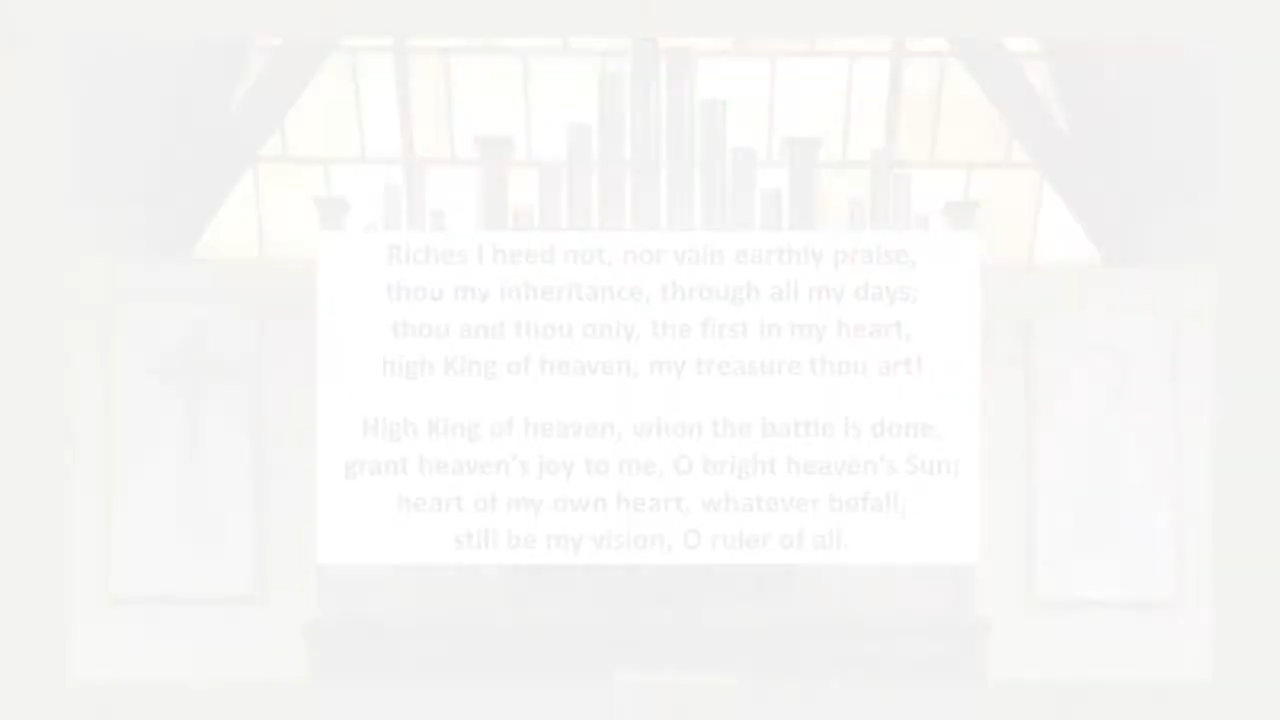 Riches I heed not, nor vain earthly praise,
thou my inheritance, through all my days;
thou and thou only, the first in my heart,
high King of heaven, my treasure thou art!
High King of heaven, when the battle is done,
grant heaven's joy to me, O bright heaven's Sun;
heart of my own heart, whatever befall,
still be my vision, O ruler of all.